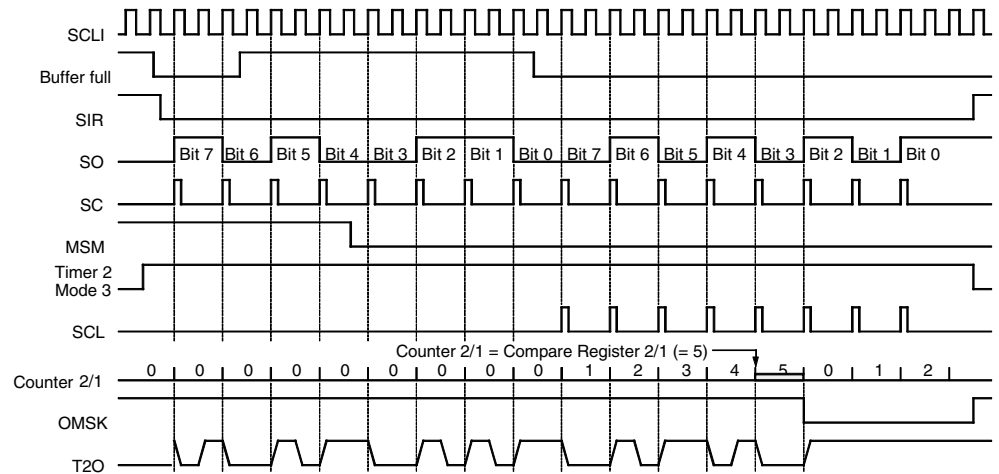 SCLI
Buffer full
SIR
SO Bit 7 Bit 6 Bit 5 Bit 4 Bit 3 Bit 2 Bit 1 Bit 0 Bit 7 Bit 6 Bit 5 Bit 4 Bit 3 Bit 2 Bit 1 Bit 0
SC
MSM
Timer 2
Mode 3
SCL
Counter 2/1 = Compare Register 2/1 (= 5)
Counter 2/1 0 0 0 0 0 0 0 0 0 1 2 3 4 5 0 1 2
OMSK
T2O